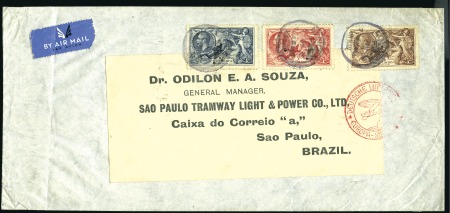 BY AIR MAIL
Dr. ODILON E. A. SOUZA,
GENERAL MANAGER,
SAO PAULO TRAMWAY LIGHT & POWER CO., LTD.
Caixa do Correio "a,"
Sao Paulo,
BRAZIL.
DEUTSCHE